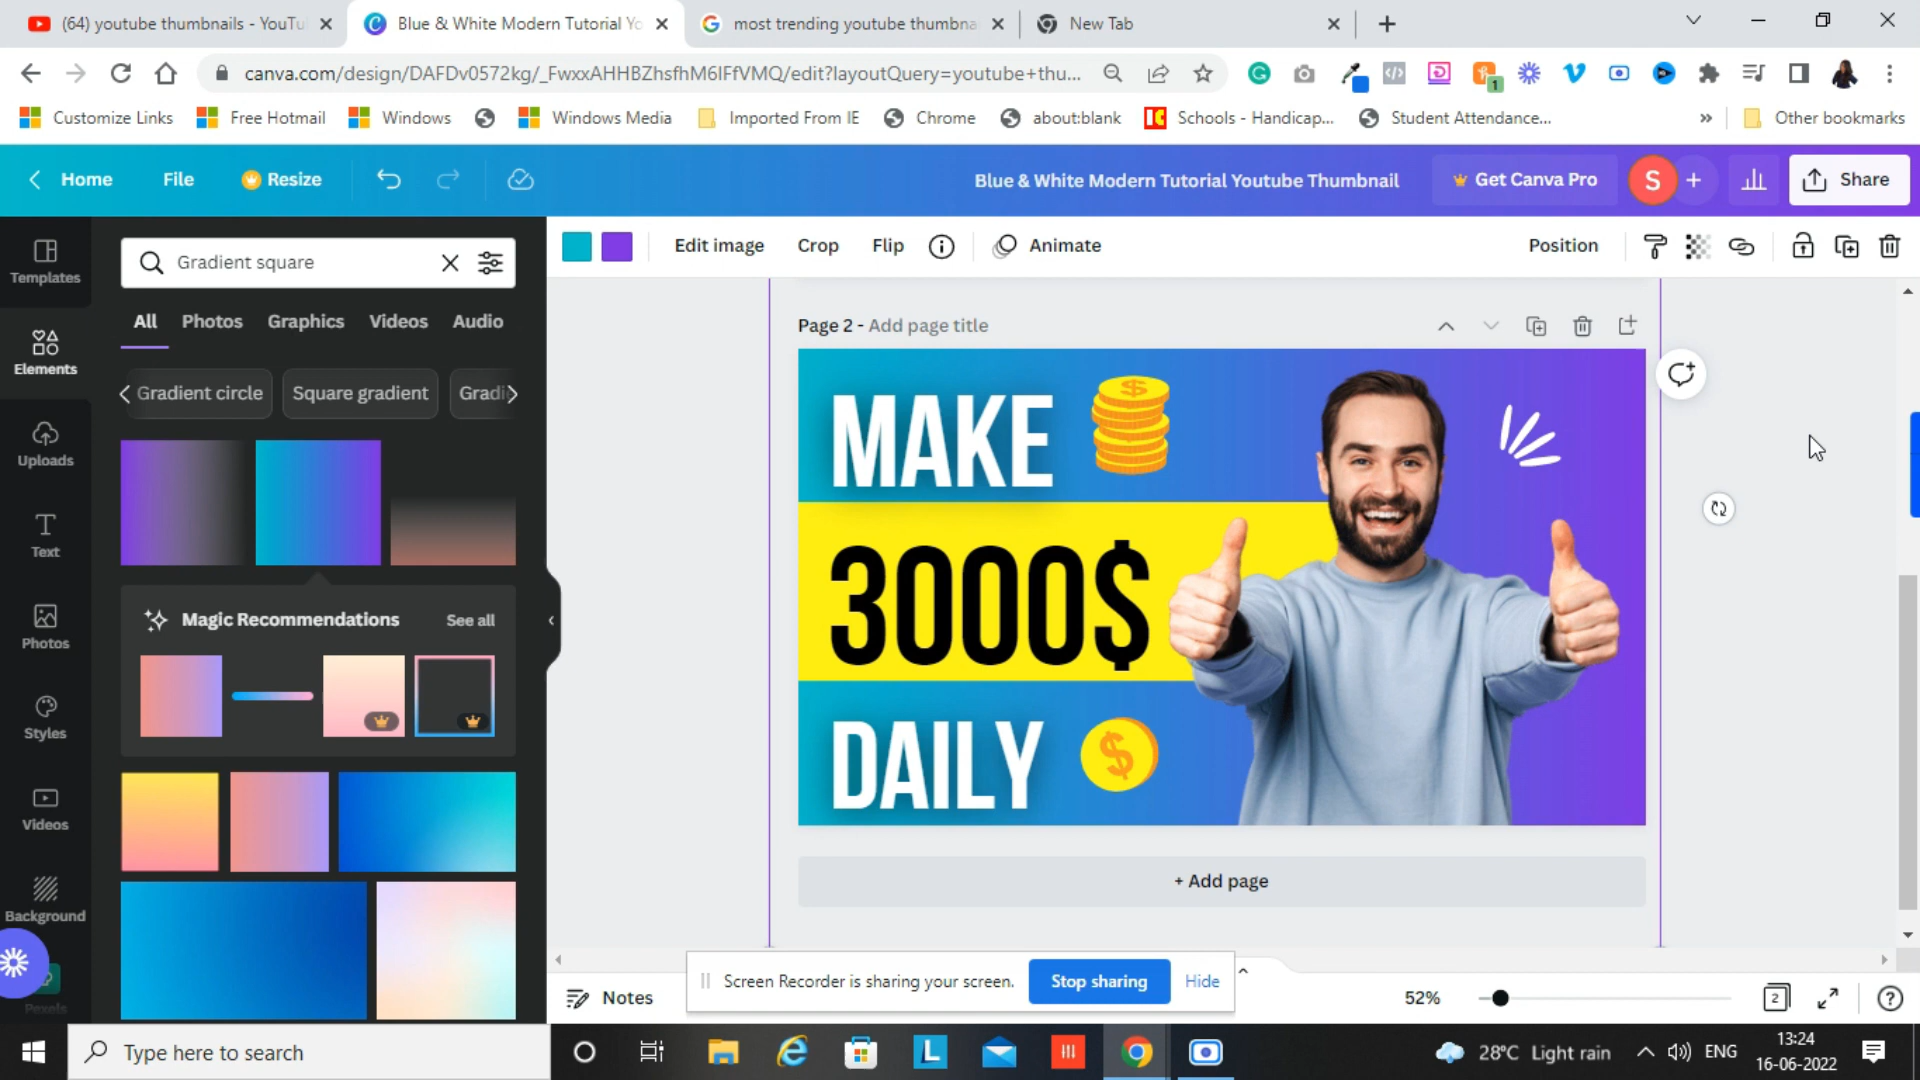 (64) youtube thumbnails - YouTu
Blue & White Modern Tutorial Yo
most trending youtube thumbna
New Tab
canva.com/design/DAFDv0572kg/_FwxxAHHBZhsfhM6lFfVMQ/edit?layoutQuery=youtube+thu...
1
Customize Links
Free Hotmail
Windows
Windows Media
Imported From IE
Chrome
about:blank
Schools - Handicap...
Student Attendance...
»
Other bookmarks
Home
File
Resize
Blue & White Modern Tutorial Youtube Thumbnail
Get Canva Pro
S
+
Share
Templates
Elements
Uploads
Text
Photos
Styles
Videos
Background
Pexels
Gradient square
All
Photos
Graphics
Videos
Audio
Gradient circle
Square gradient
Gradi
Magic Recommendations
See all
Edit image
Crop
Flip
Animate
Position
Page 2 - Add page title
MAKE
3000$
DAILY
+ Add page
Notes
Screen Recorder is sharing your screen.
Stop sharing
Hide
52%
2
Type here to search
28°C Light rain
ENG
13:24
16-06-2022